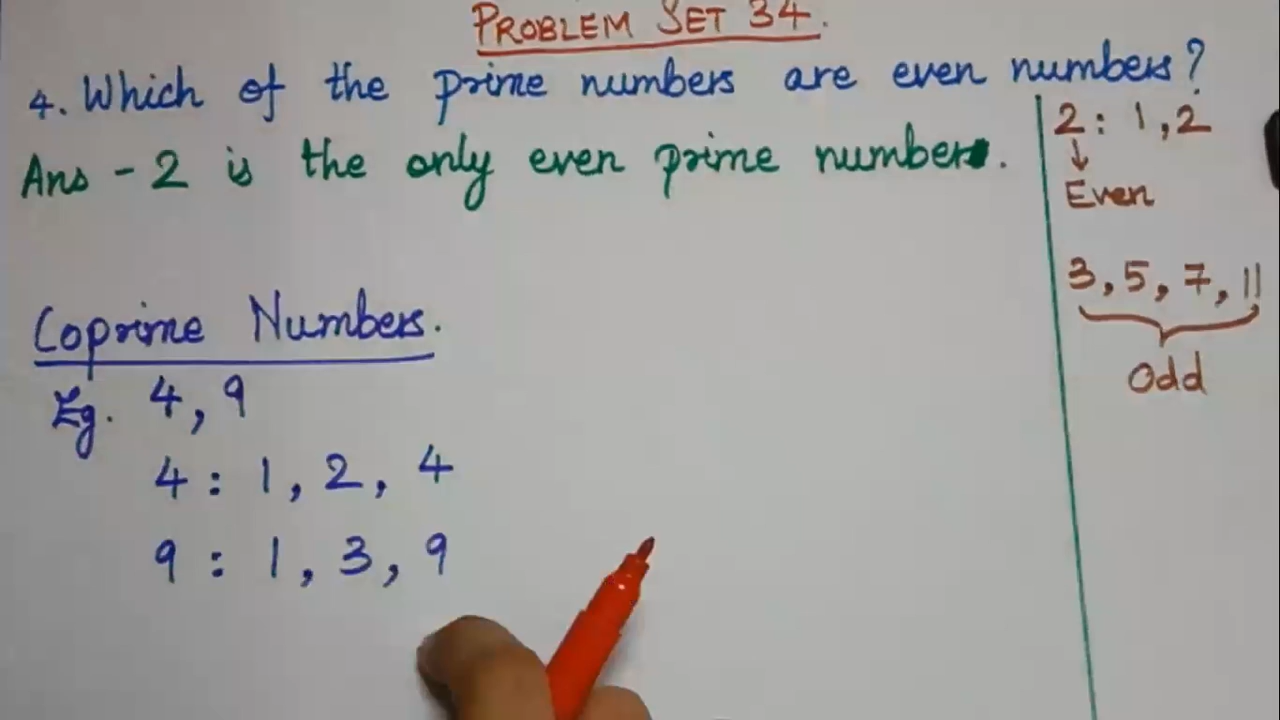 PROBLEM SET 34.
4. Which of the prime numbers are even numbers?
Ans - 2 is the only even prime number.
2 : 1, 2
↓
Even
3, 5, 7, 11
Odd
Coprime Numbers.
Eg. 4, 9
4 : 1, 2, 4
9 : 1, 3, 9